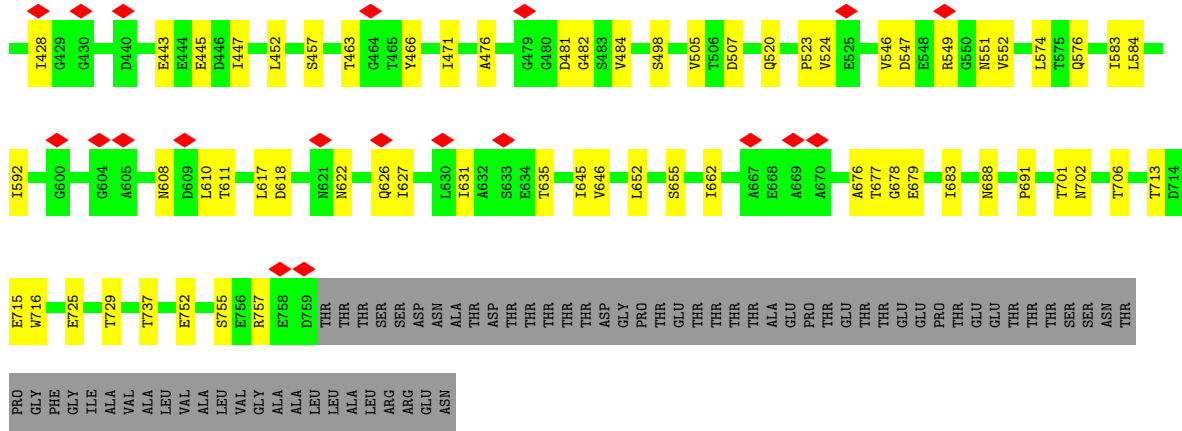 I428 G429 G430 D440 E443 E444 E445 D446 I447 L452 S457 T463 G464 T465 Y466 I471 A476 G479 G480 D481 G482 S483 V484 S498 V505 T506 D507 Q520 P523 V524 E525 V546 D547 E548 R549 G550 N551 V552 L574 T575 Q576 I583 L584
I592 G600 G604 A605 N608 D609 L610 T611 L617 D618 N621 N622 Q626 I627 L630 I631 A632 S633 E634 T635 I645 V646 L652 S655 I662 A667 E668 A669 A670 A676 T677 G678 E679 I683 N688 P691 T701 N702 T706 T713 D714
E715 W716 E725 T729 T737 E752 S755 E756 R757 E758 D759 THR THR THR SER SER ASP ASN ALA THR ASP THR THR THR THR THR ASP GLY PRO THR GLU THR THR THR THR ALA GLU PRO THR GLU THR THR GLU GLU PRO THR GLU GLU THR THR THR SER SER ASN THR
PRO GLY PHE GLY ILE ALA VAL ALA LEU VAL ALA LEU VAL GLY ALA ALA LEU LEU ALA LEU ARG ARG GLU ASN